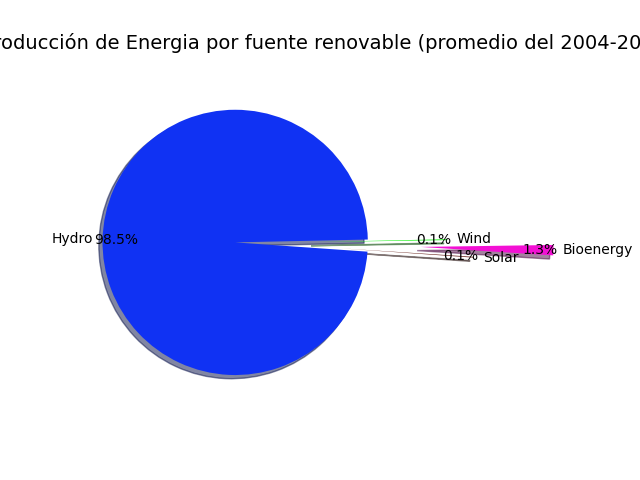 roducción de Energia por fuente renovable (promedio del 2004-20
Hydro 98.5%
0.1% Wind
1.3% Bioenergy
0.1% Solar